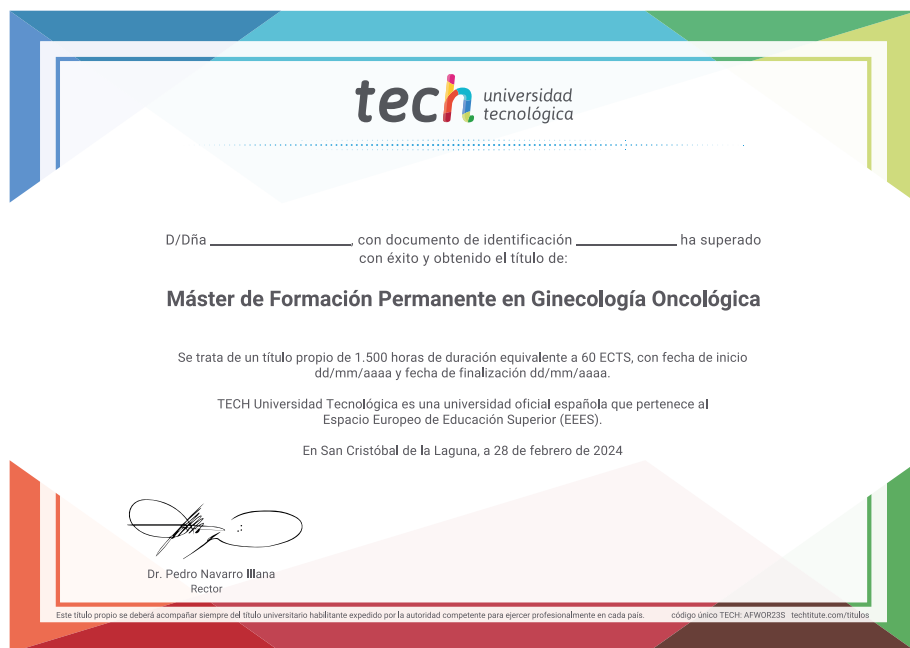 tech universidad
tecnológica
D/Dña , con documento de identificación ha superado
con éxito y obtenido el título de:
Máster de Formación Permanente en Ginecología Oncológica
Se trata de un título propio de 1.500 horas de duración equivalente a 60 ECTS, con fecha de inicio
dd/mm/aaaa y fecha de finalización dd/mm/aaaa.
TECH Universidad Tecnológica es una universidad oficial española que pertenece al
Espacio Europeo de Educación Superior (EEES).
En San Cristóbal de la Laguna, a 28 de febrero de 2024
Dr. Pedro Navarro Illana
Rector
Este título propio se deberá acompañar siempre del título universitario habilitante expedido por la autoridad competente para ejercer profesionalmente en cada país. código único TECH: AFWOR23S techtitute.com/titulos